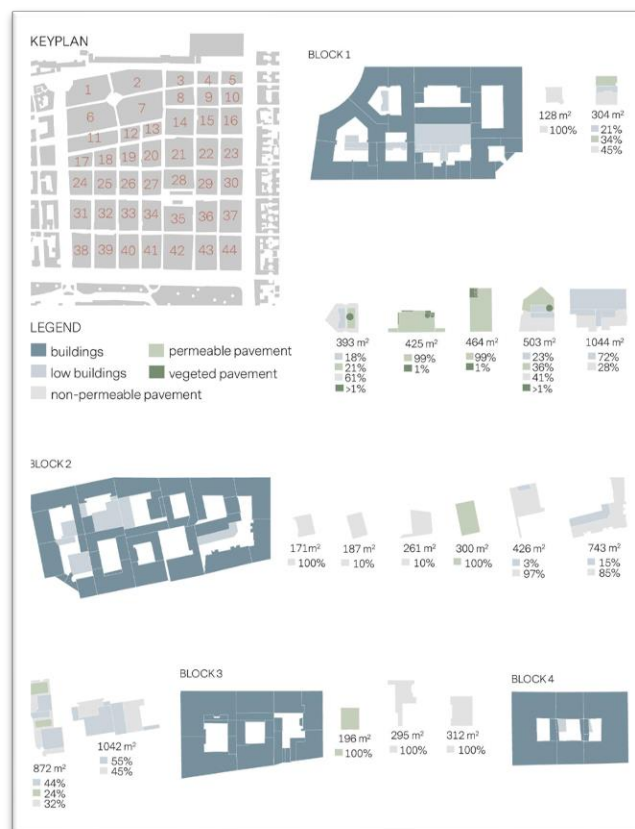 KEYPLAN
1 2 3 4 5
6 7 8 9 10
11 12 13 14 15 16
17 18 19 20 21 22 23
24 25 26 27 28 29 30
31 32 33 34 35 36 37
38 39 40 41 42 43 44
LEGEND
buildings
low buildings
non-permeable pavement
permeable pavement
vegeted pavement
BLOCK 1
128 m²
100%
304 m²
21%
34%
45%
393 m²
18%
21%
61%
>1%
425 m²
99%
1%
464 m²
99%
1%
503 m²
23%
36%
41%
>1%
1044 m²
72%
28%
BLOCK 2
171 m²
100%
187 m²
10%
261 m²
10%
300 m²
100%
426 m²
3%
97%
743 m²
15%
85%
872 m²
44%
24%
32%
1042 m²
55%
45%
BLOCK 3
196 m²
100%
295 m²
100%
312 m²
100%
BLOCK 4